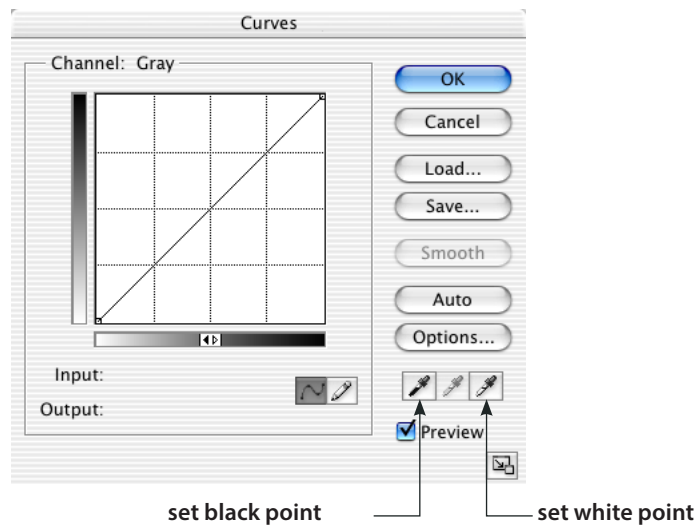 Curves
Channel: Gray
OK
Cancel
Load...
Save...
Smooth
Auto
Options...
Input:
Output:
Preview
set black point
set white point